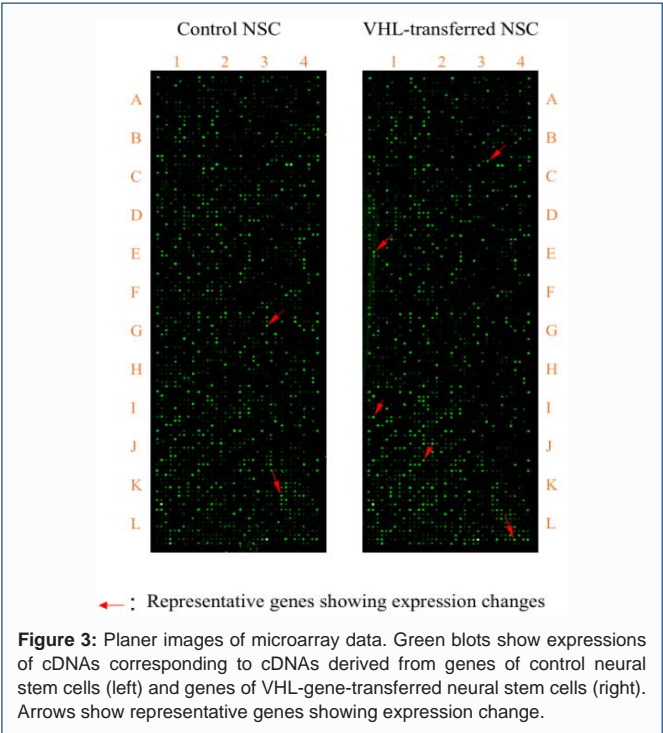 Control NSC VHL-transferred NSC
1 2 3 4 1 2 3 4
A A
B B
C C
D D
E E
F F
G G
H H
I I
J J
K K
L L
: Representative genes showing expression changes
Figure 3: Planer images of microarray data. Green blots show expressions
of cDNAs corresponding to cDNAs derived from genes of control neural
stem cells (left) and genes of VHL-gene-transferred neural stem cells (right).
Arrows show representative genes showing expression change.